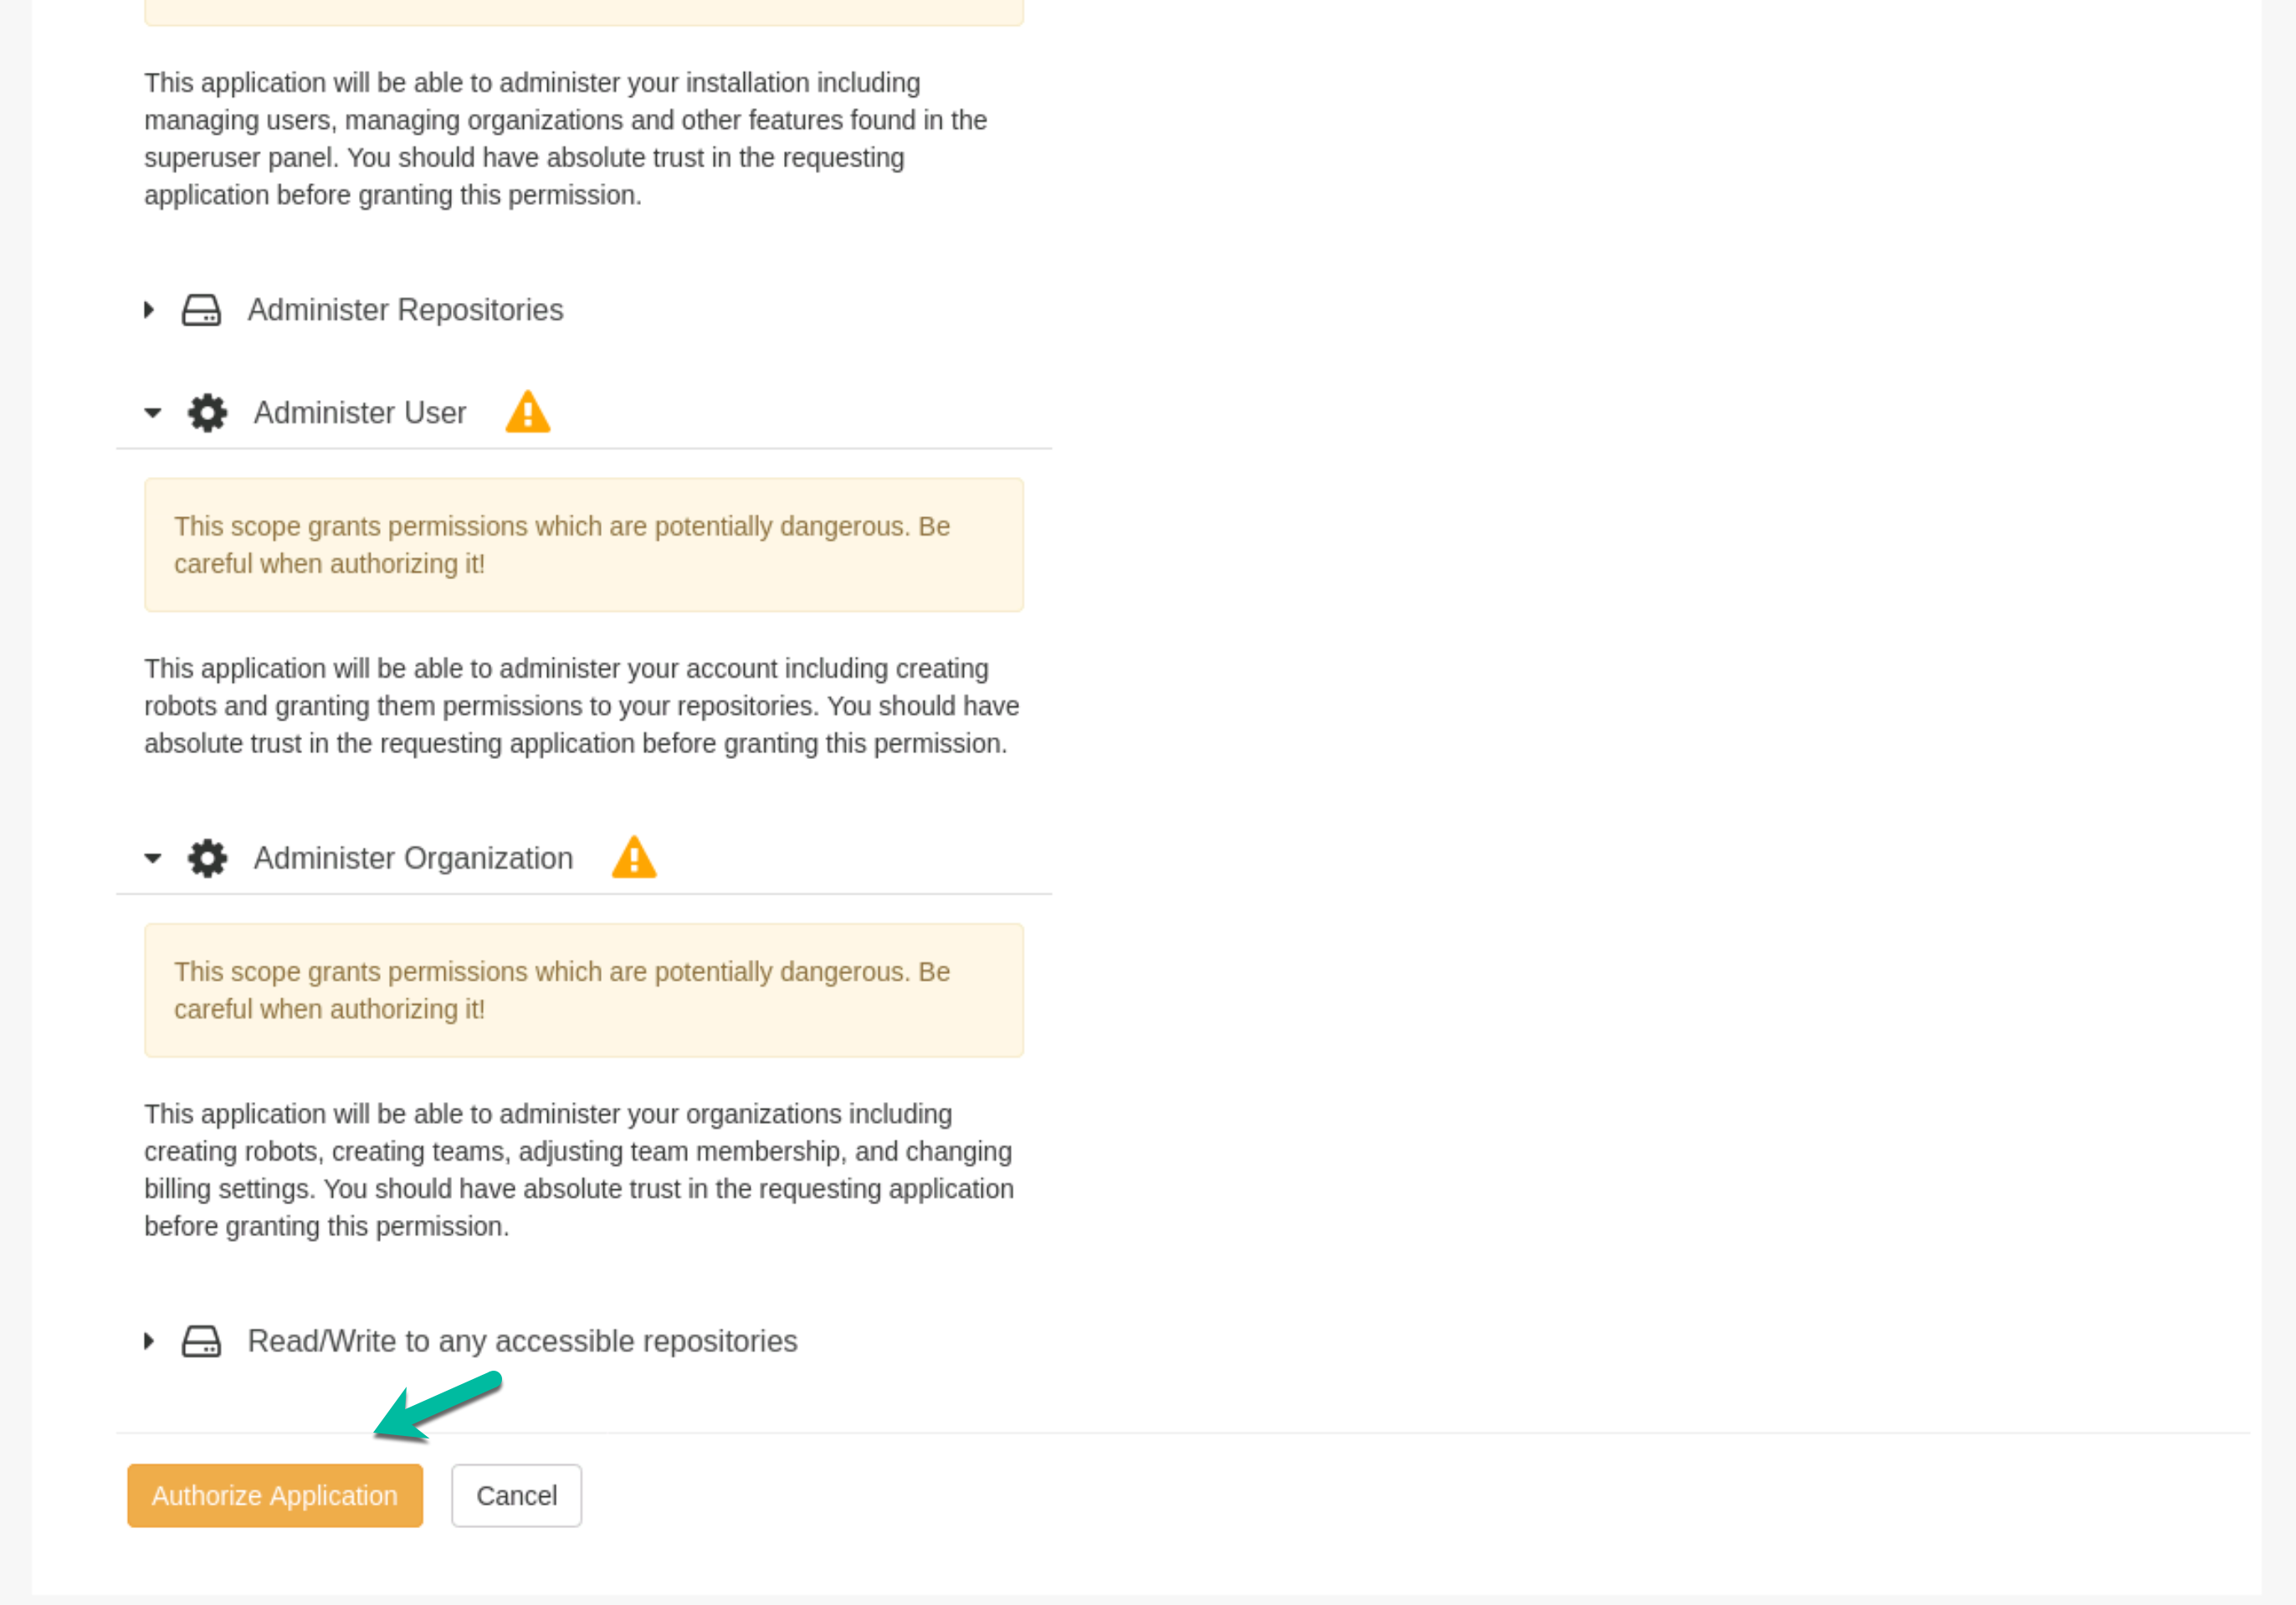 This application will be able to administer your installation including
managing users, managing organizations and other features found in the
superuser panel. You should have absolute trust in the requesting
application before granting this permission.
Administer Repositories
Administer User
This scope grants permissions which are potentially dangerous. Be
careful when authorizing it!
This application will be able to administer your account including creating
robots and granting them permissions to your repositories. You should have
absolute trust in the requesting application before granting this permission.
Administer Organization
This scope grants permissions which are potentially dangerous. Be
careful when authorizing it!
This application will be able to administer your organizations including
creating robots, creating teams, adjusting team membership, and changing
billing settings. You should have absolute trust in the requesting application
before granting this permission.
Read/Write to any accessible repositories
Authorize Application
Cancel